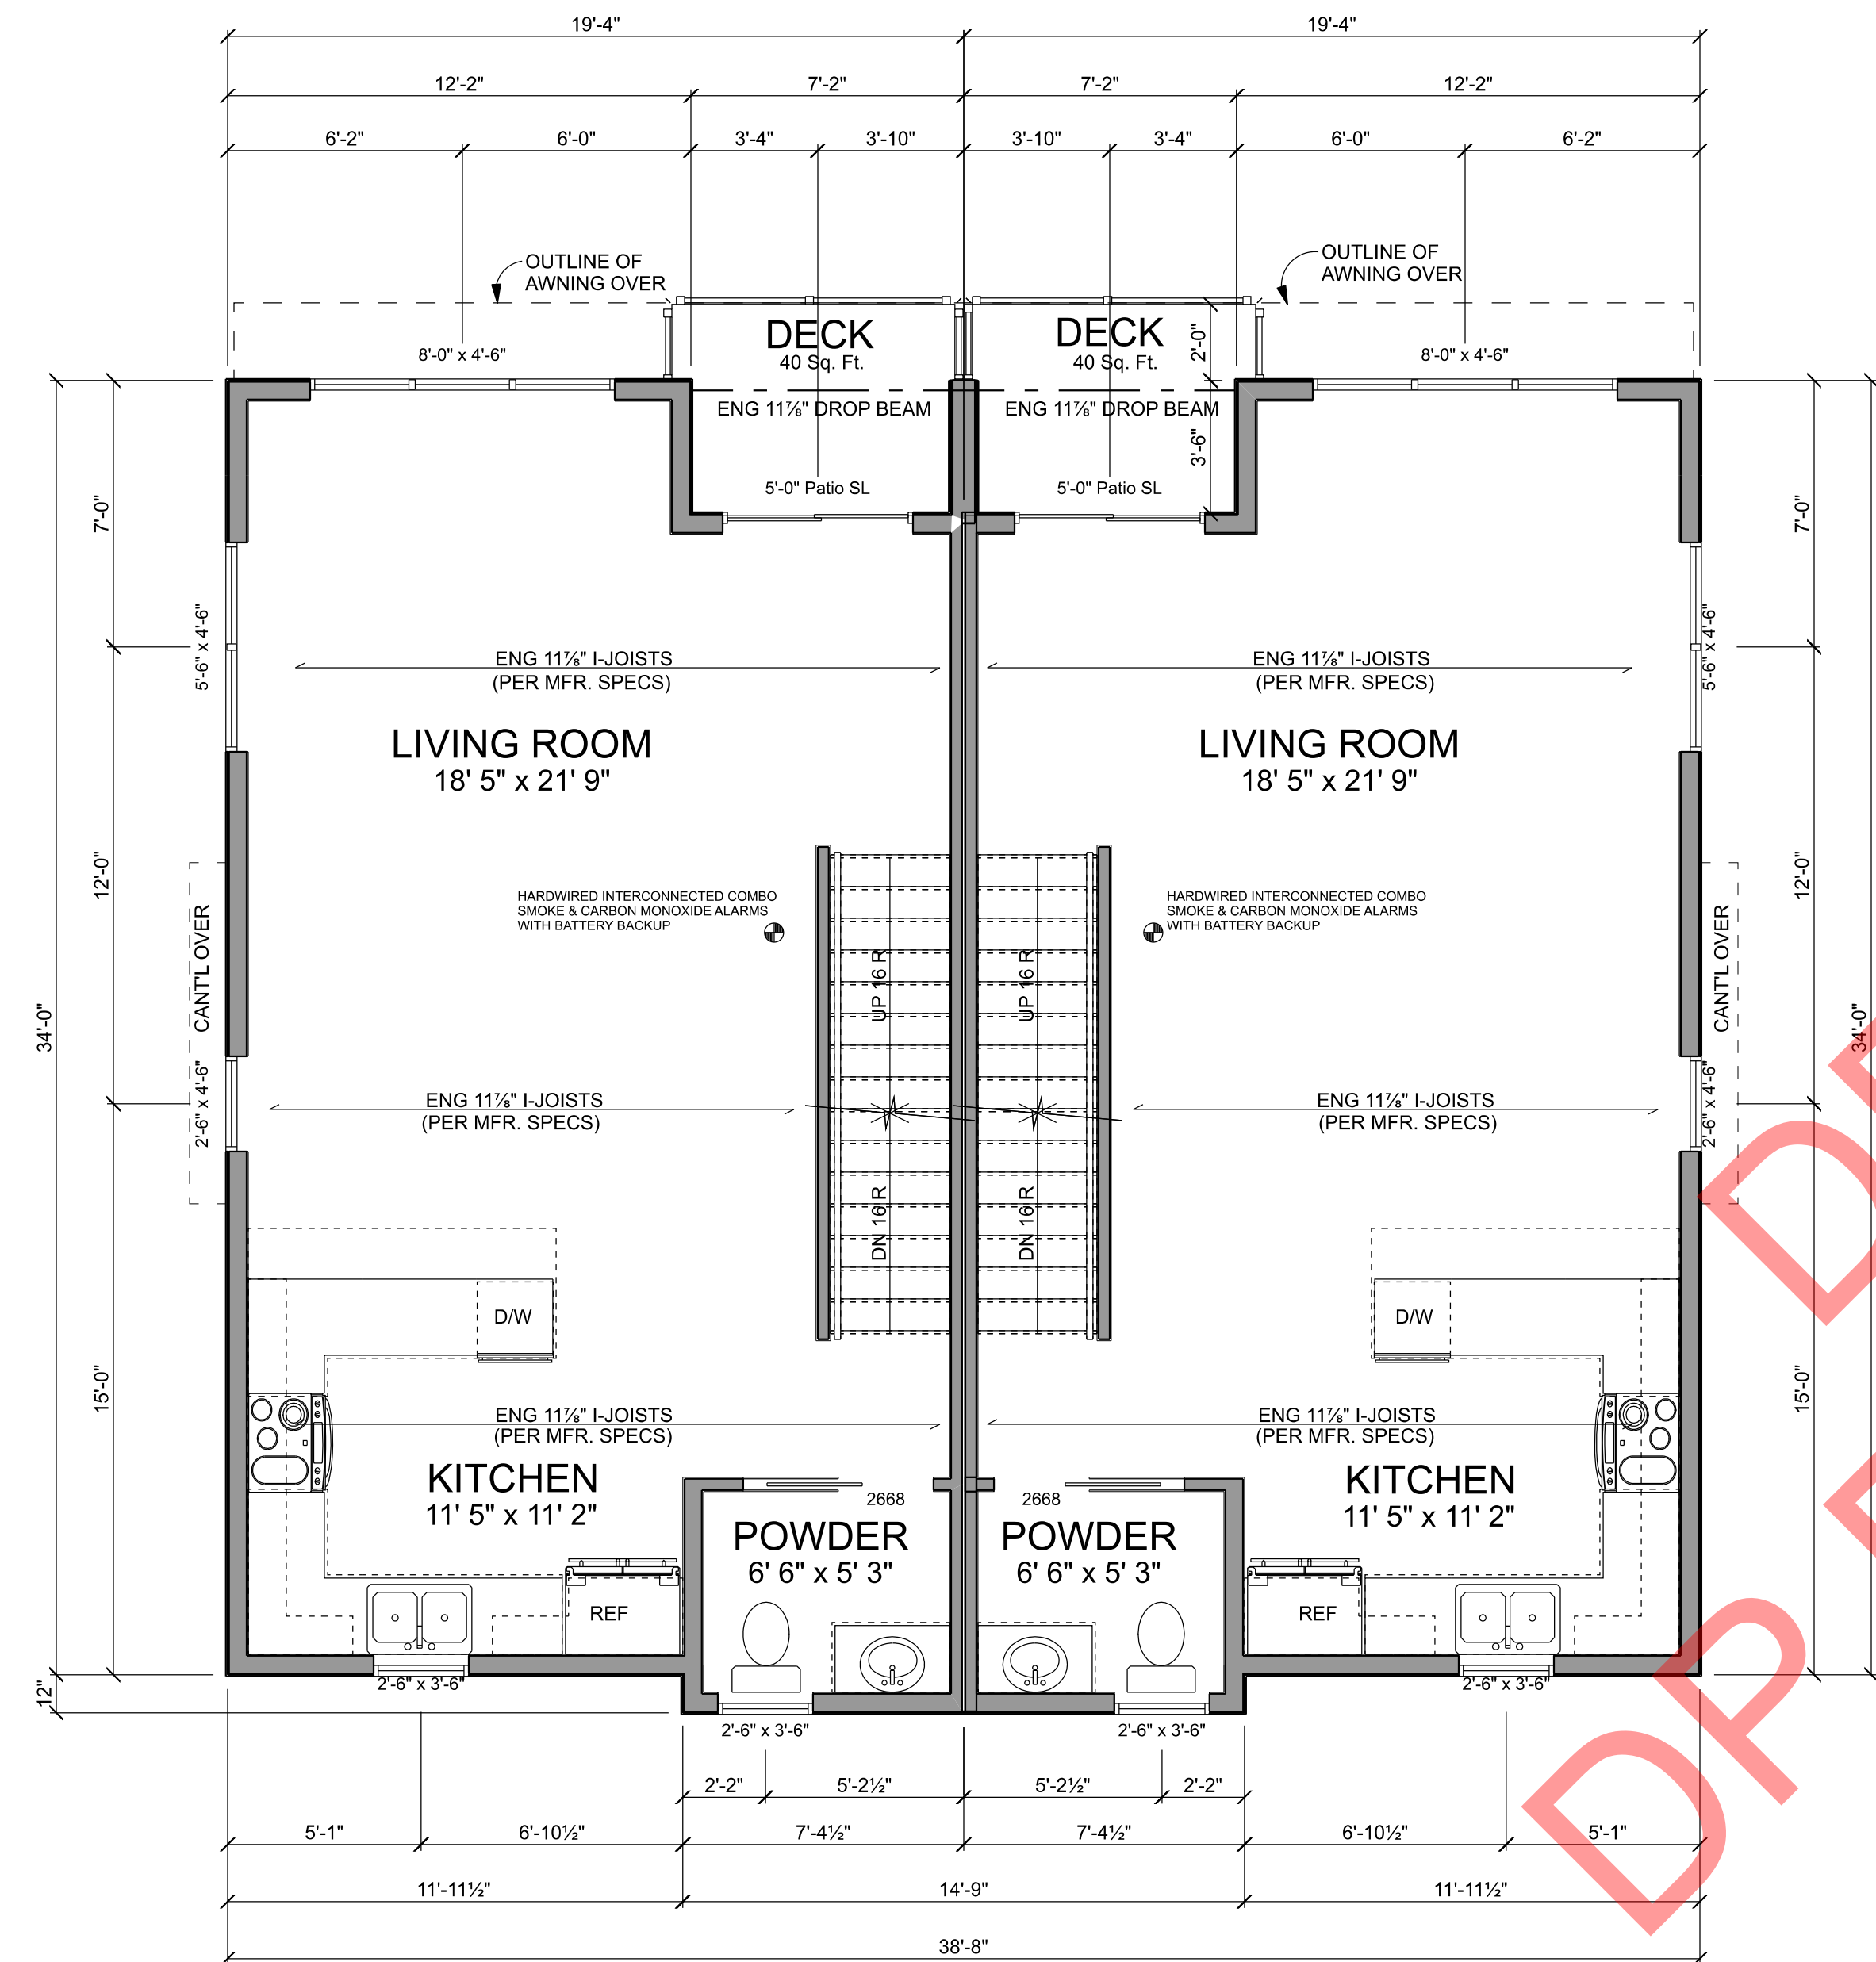 19'-4" 19'-4"
12'-2" 7'-2" 7'-2" 12'-2"
6'-2" 6'-0" 3'-4" 3'-10" 3'-10" 3'-4" 6'-0" 6'-2"
OUTLINE OF
AWNING OVER
OUTLINE OF
AWNING OVER
8'-0" x 4'-6"
DECK
40 Sq. Ft.
DECK
40 Sq. Ft.
2'-0"
8'-0" x 4'-6"
ENG 11⅞" DROP BEAM
ENG 11⅞" DROP BEAM
3'-6"
5'-0" Patio SL
5'-0" Patio SL
7'-0"
7'-0"
5'-6" x 4'-6"
5'-6" x 4'-6"
ENG 11⅞" I-JOISTS
(PER MFR. SPECS)
ENG 11⅞" I-JOISTS
(PER MFR. SPECS)
LIVING ROOM
18' 5" x 21' 9"
LIVING ROOM
18' 5" x 21' 9"
12'-0"
12'-0"
HARDWIRED INTERCONNECTED COMBO
SMOKE & CARBON MONOXIDE ALARMS
WITH BATTERY BACKUP
HARDWIRED INTERCONNECTED COMBO
SMOKE & CARBON MONOXIDE ALARMS
WITH BATTERY BACKUP
CANT'L OVER
CANT'L OVER
UP 16 R
UP 16 R
34'-0"
34'-0"
2'-6" x 4'-6"
2'-6" x 4'-6"
ENG 11⅞" I-JOISTS
(PER MFR. SPECS)
ENG 11⅞" I-JOISTS
(PER MFR. SPECS)
DN 16 R
DN 16 R
D/W
D/W
15'-0"
15'-0"
ENG 11⅞" I-JOISTS
(PER MFR. SPECS)
ENG 11⅞" I-JOISTS
(PER MFR. SPECS)
KITCHEN
11' 5" x 11' 2"
KITCHEN
11' 5" x 11' 2"
2668
2668
POWDER
6' 6" x 5' 3"
POWDER
6' 6" x 5' 3"
REF
REF
12"
2'-6" x 3'-6"
2'-6" x 3'-6"
2'-6" x 3'-6"
2'-6" x 3'-6"
2'-2" 5'-2½" 5'-2½" 2'-2"
5'-1" 6'-10½" 7'-4½" 7'-4½" 6'-10½" 5'-1"
11'-11½" 14'-9" 11'-11½"
38'-8"
DP